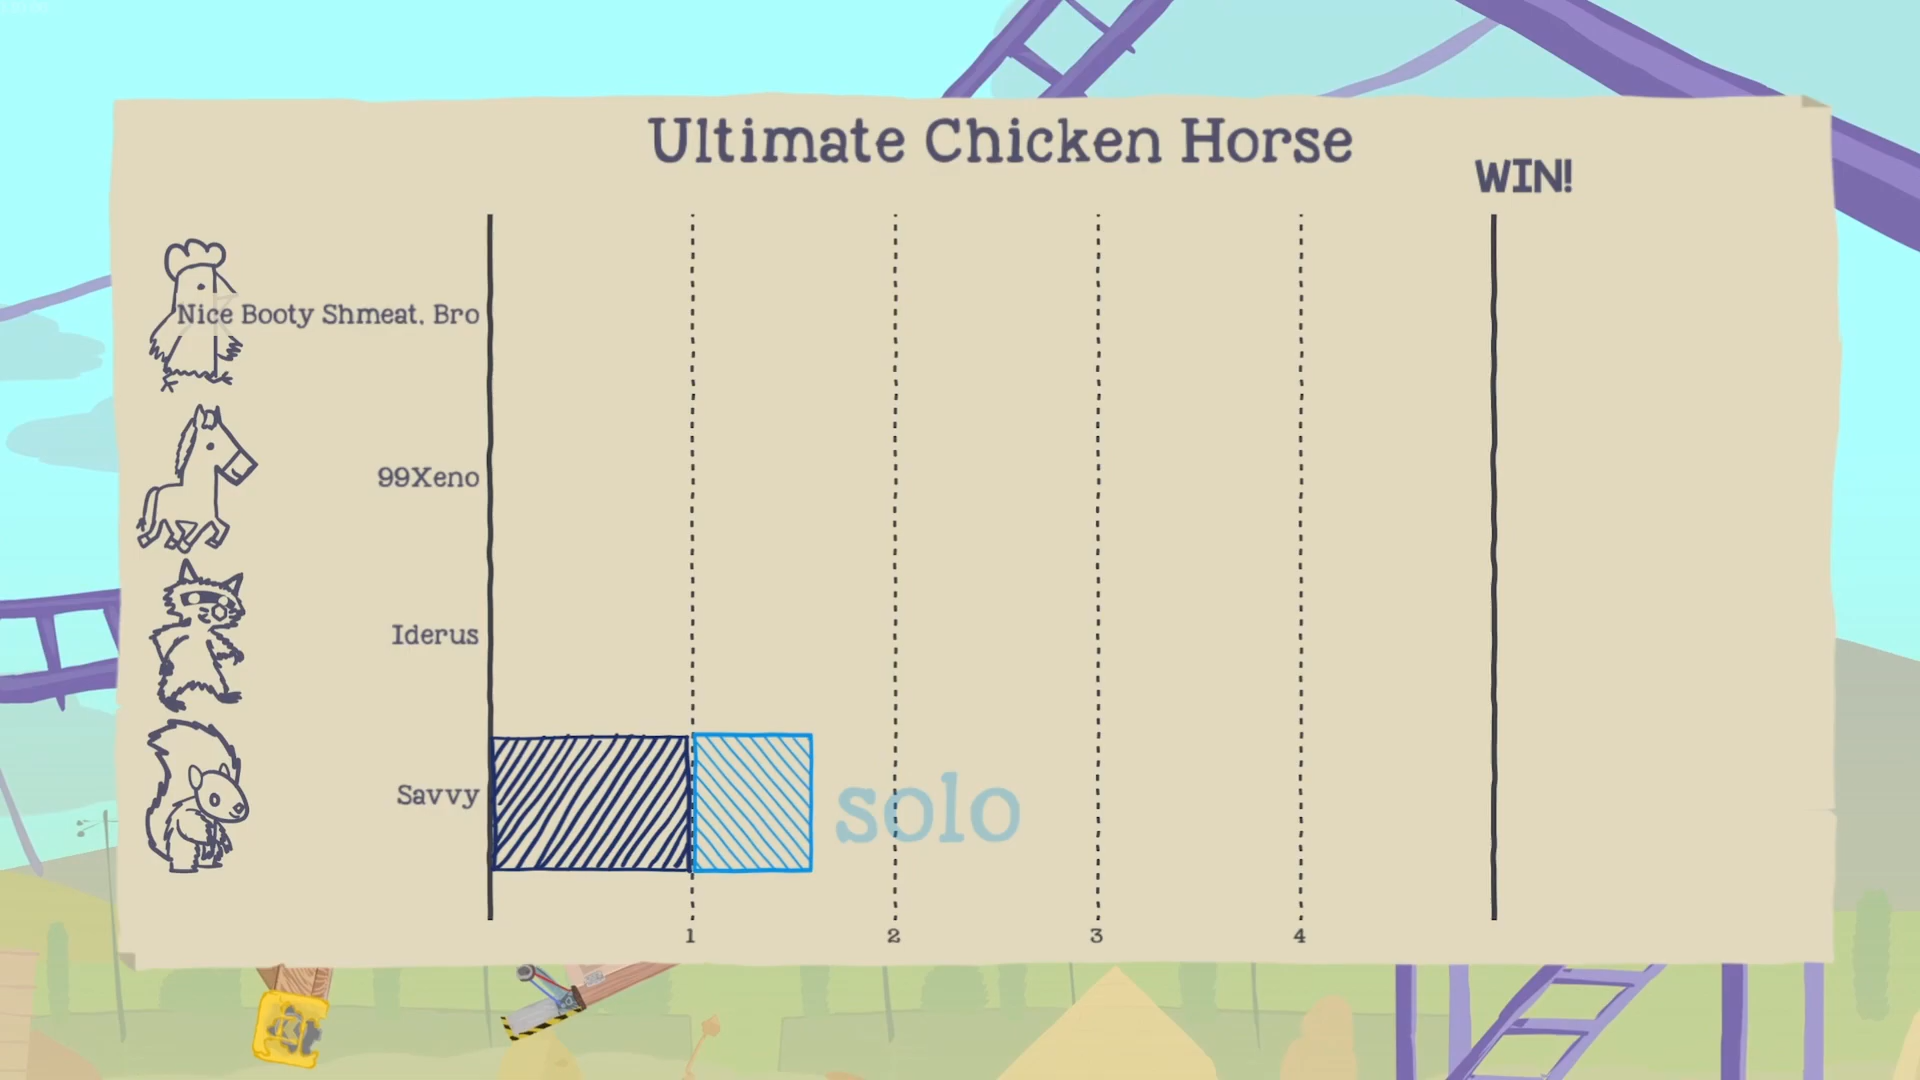 Ultimate Chicken Horse
WIN!
Nice Booty Shmeat. Bro
99Xeno
Iderus
Savvy
solo
1 2 3 4